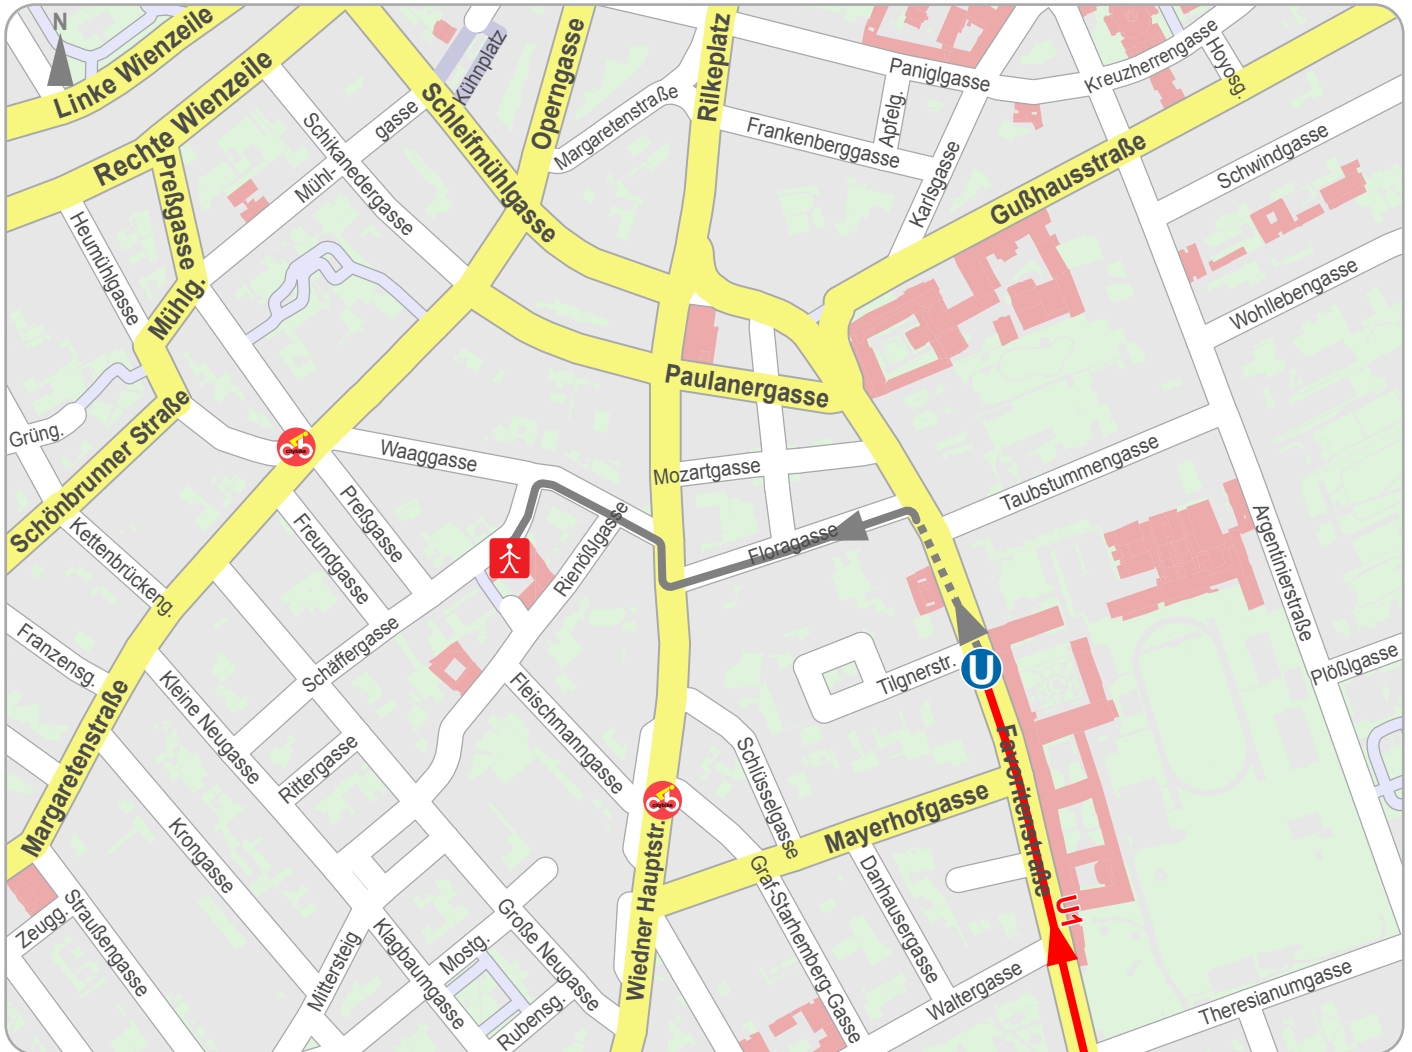 N
Linke Wienzeile
Rechte Wienzeile
Kühnplatz
Operngasse
Rilkeplatz
Paniglgasse
Kreuzherrengasse
Hoyosg.
Schikanedergasse
Mühl-
gasse
Schleifmühlgasse
Margaretenstraße
Frankenberggasse
Apfelg.
Karlsgasse
Gußhausstraße
Schwindgasse
Preßgasse
Heumühlgasse
Mühlg.
Wohllebengasse
Paulanergasse
Grüng.
Schönbrunner Straße
citybike
Waaggasse
Mozartgasse
Taubstummengasse
Preßgasse
Freundgasse
Kettenbrückeng.
Rienößlgasse
Floragasse
Argentinierstraße
Franzensg.
Schäffergasse
Tilgnerstr.
U
Plößlgasse
Kleine Neugasse
Fleischmanngasse
Margaretenstraße
Rittergasse
Schlüsselgasse
Favoritenstraße
citybike
Mayerhofgasse
Krongasse
Wiedner Hauptstr.
Graf-Starhemberg-Gasse
Danhausergasse
U1
Zeugg.
Straußengasse
Mittersteig
Klagbaumgasse
Mostg.
Große Neugasse
Rubensg.
Waltergasse
Theresianumgasse